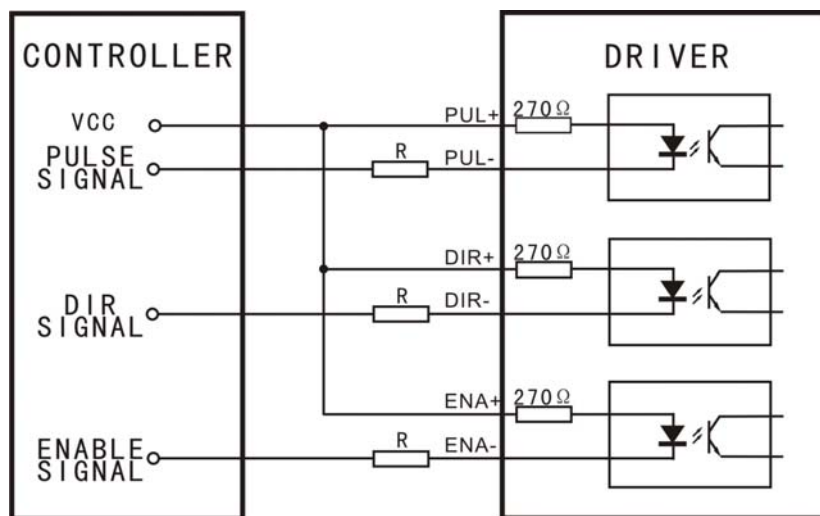 CONTROLLER
DRIVER
VCC
PUL+
270Ω
PULSE
SIGNAL
R
PUL-
DIR+
270Ω
DIR
SIGNAL
R
DIR-
ENA+
270Ω
ENABLE
SIGNAL
R
ENA-